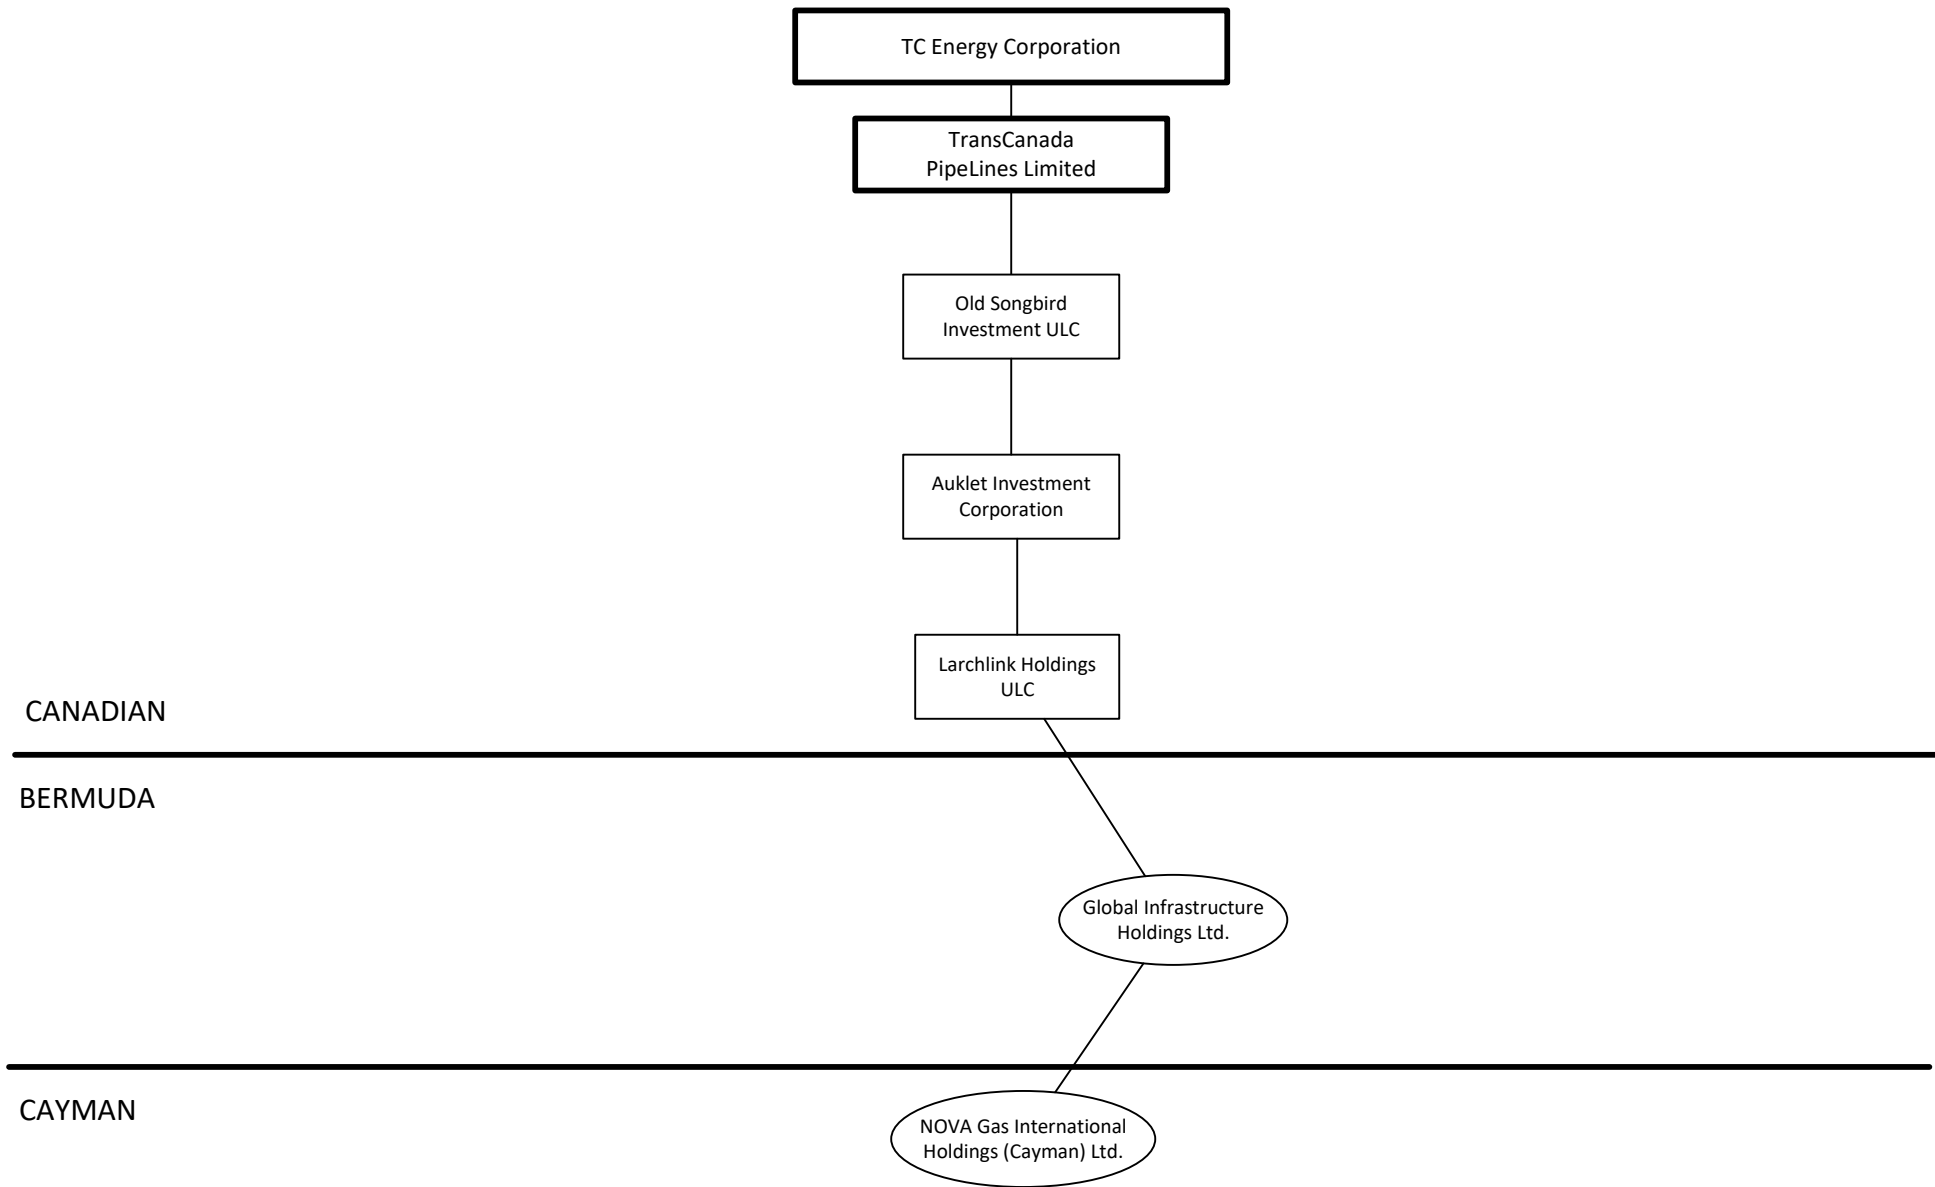 TC Energy Corporation
TransCanada
PipeLines Limited
Old Songbird
Investment ULC
Auklet Investment
Corporation
Larchlink Holdings
ULC
CANADIAN
BERMUDA
Global Infrastructure
Holdings Ltd.
CAYMAN
NOVA Gas International
Holdings (Cayman) Ltd.